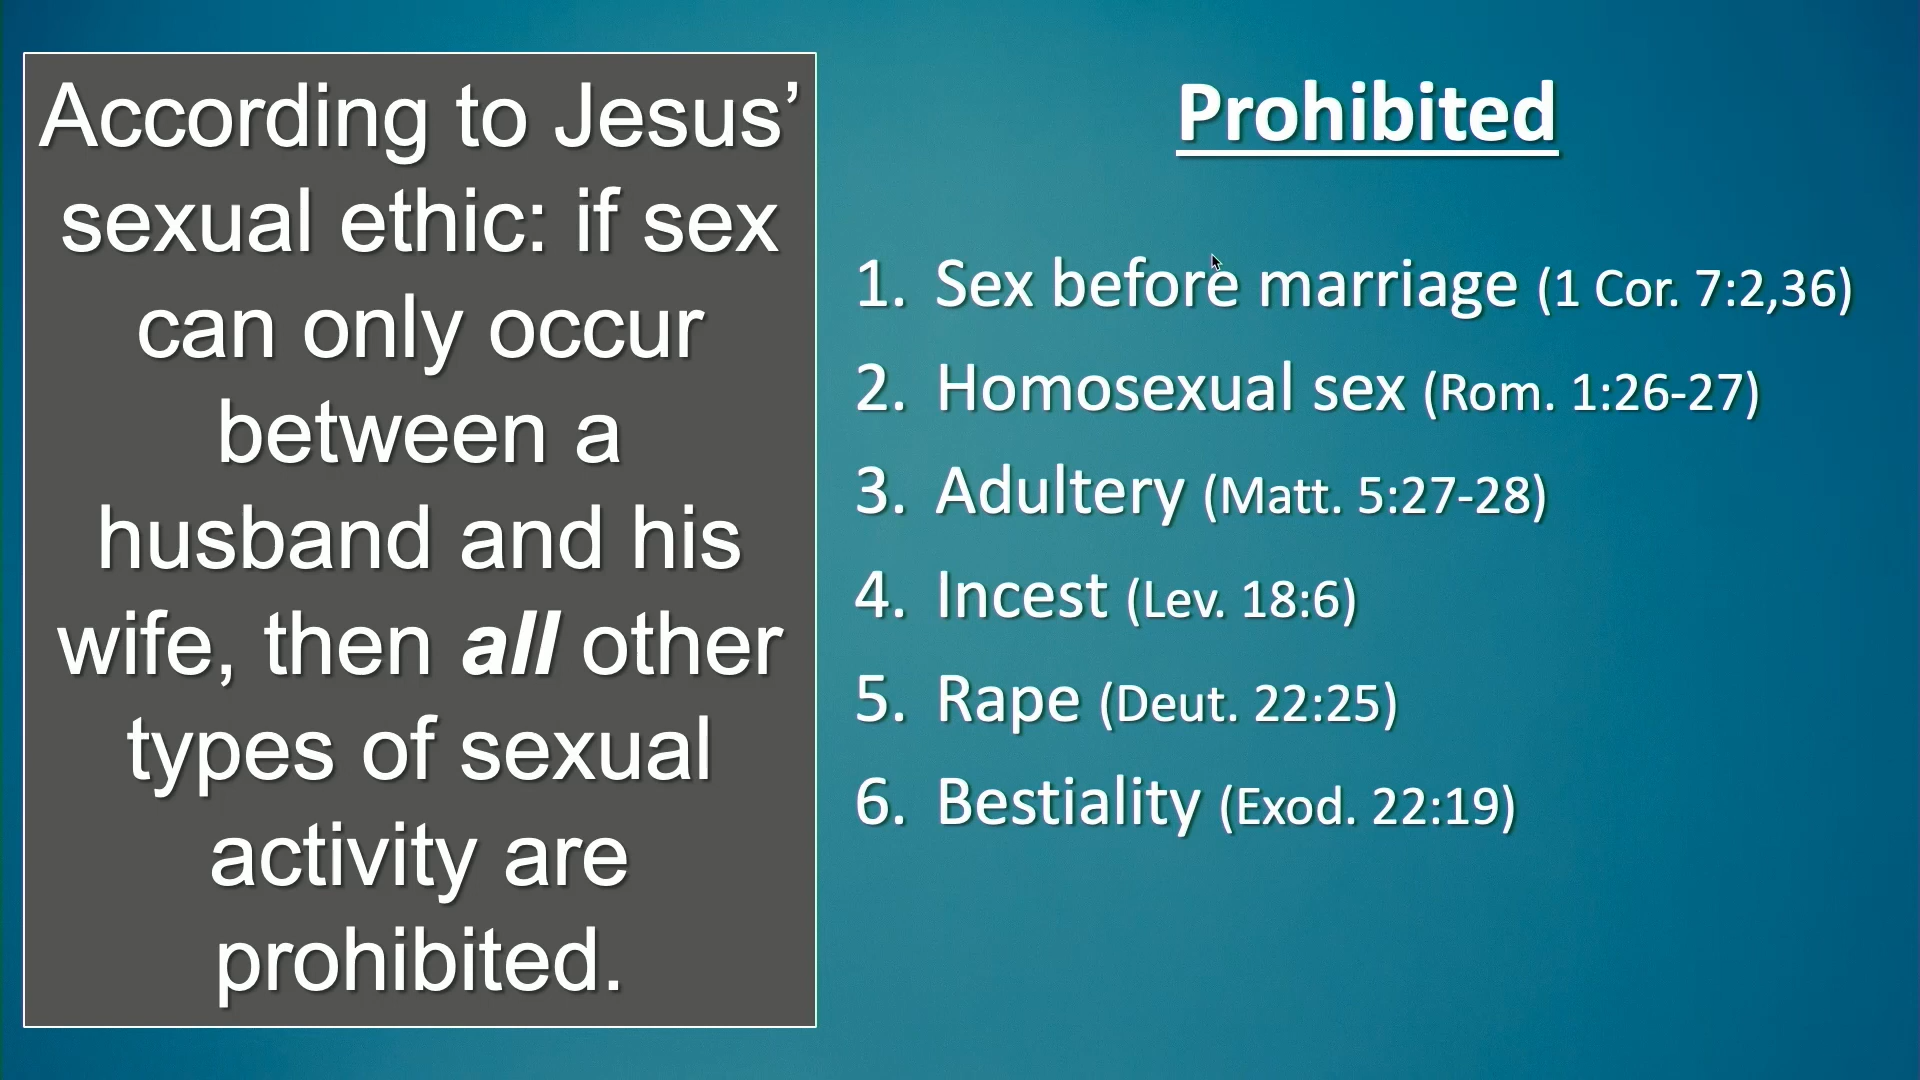 According to Jesus’
sexual ethic: if sex
can only occur
between a
husband and his
wife, then all other
types of sexual
activity are
prohibited.
Prohibited
1. Sex before marriage (1 Cor. 7:2,36)
2. Homosexual sex (Rom. 1:26-27)
3. Adultery (Matt. 5:27-28)
4. Incest (Lev. 18:6)
5. Rape (Deut. 22:25)
6. Bestiality (Exod. 22:19)